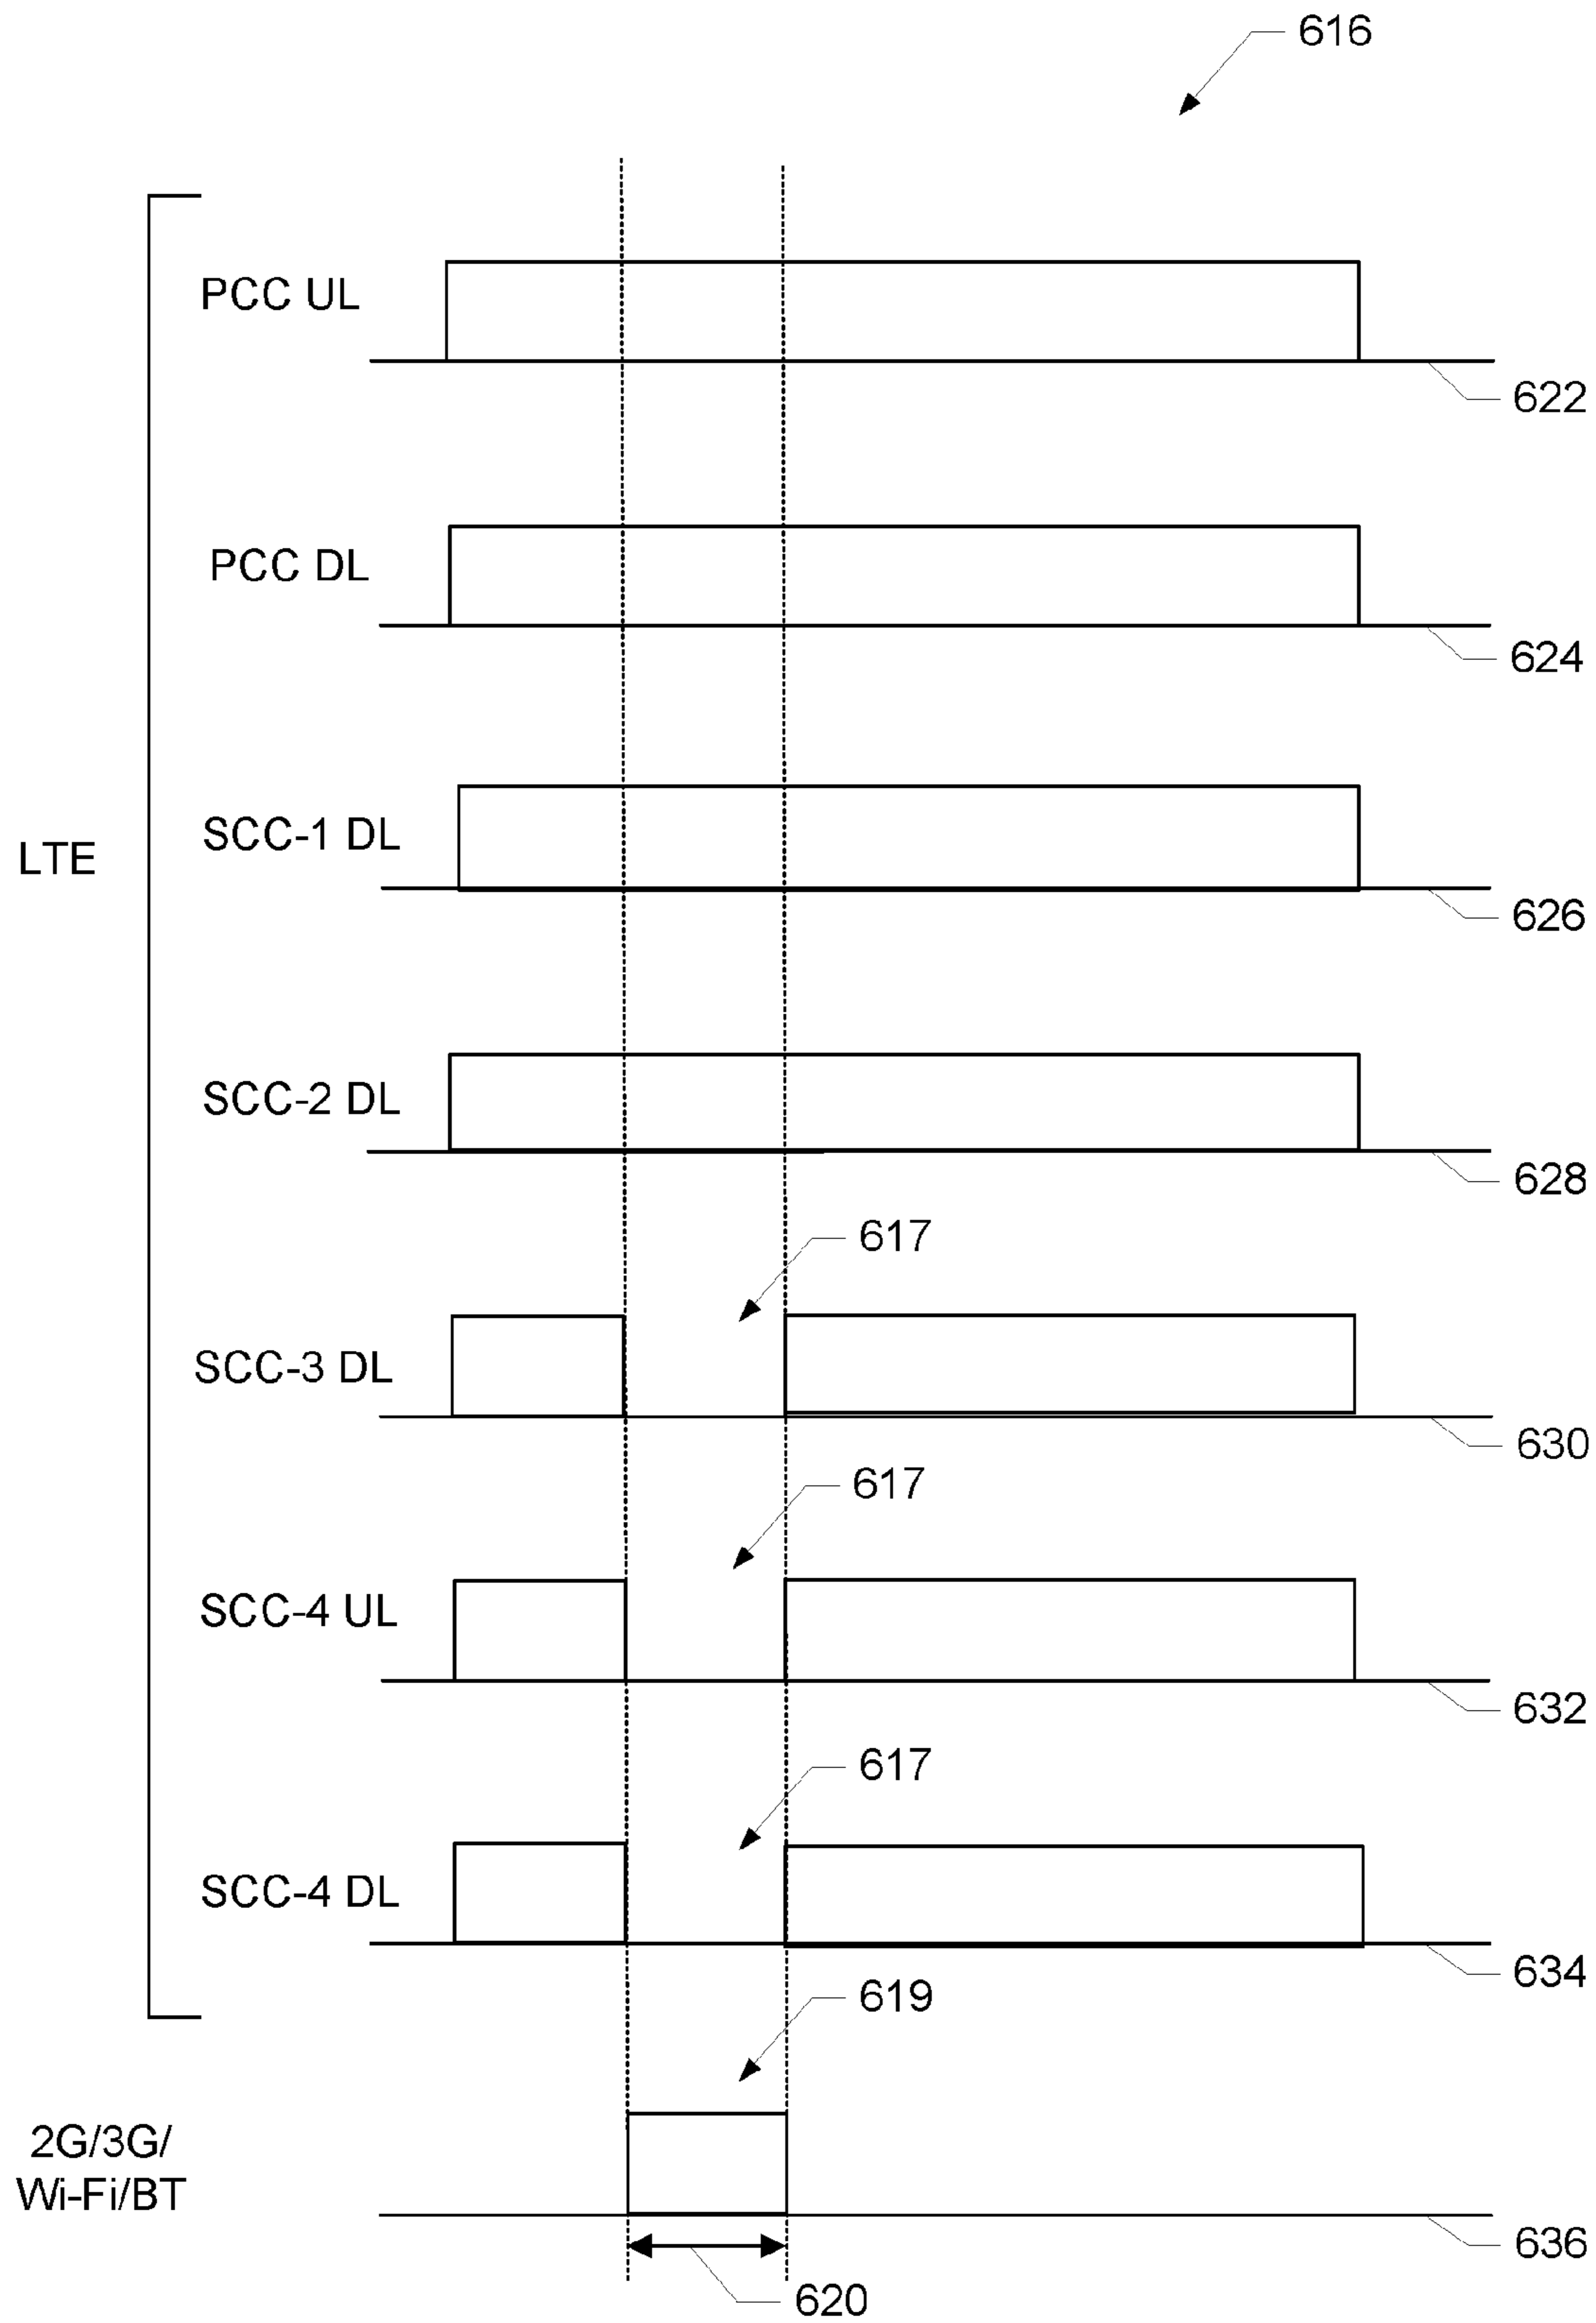 616
PCC UL
622
PCC DL
624
SCC-1 DL
LTE
626
SCC-2 DL
628
617
SCC-3 DL
630
617
SCC-4 UL
632
617
SCC-4 DL
634
619
2G/3G/
Wi-Fi/BT
636
620